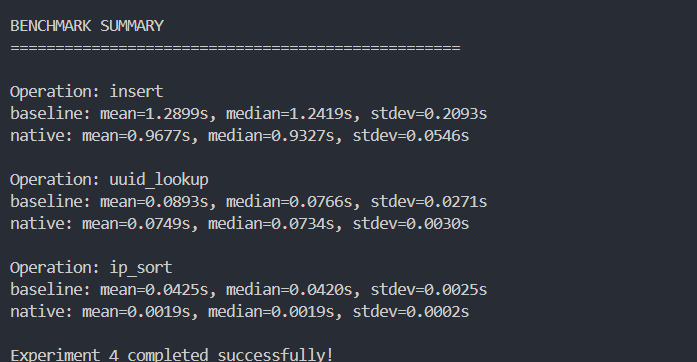 BENCHMARK SUMMARY
==================================================
Operation: insert
baseline: mean=1.2899s, median=1.2419s, stdev=0.2093s
native: mean=0.9677s, median=0.9327s, stdev=0.0546s
Operation: uuid_lookup
baseline: mean=0.0893s, median=0.0766s, stdev=0.0271s
native: mean=0.0749s, median=0.0734s, stdev=0.0030s
Operation: ip_sort
baseline: mean=0.0425s, median=0.0420s, stdev=0.0025s
native: mean=0.0019s, median=0.0019s, stdev=0.0002s
Experiment 4 completed successfully!